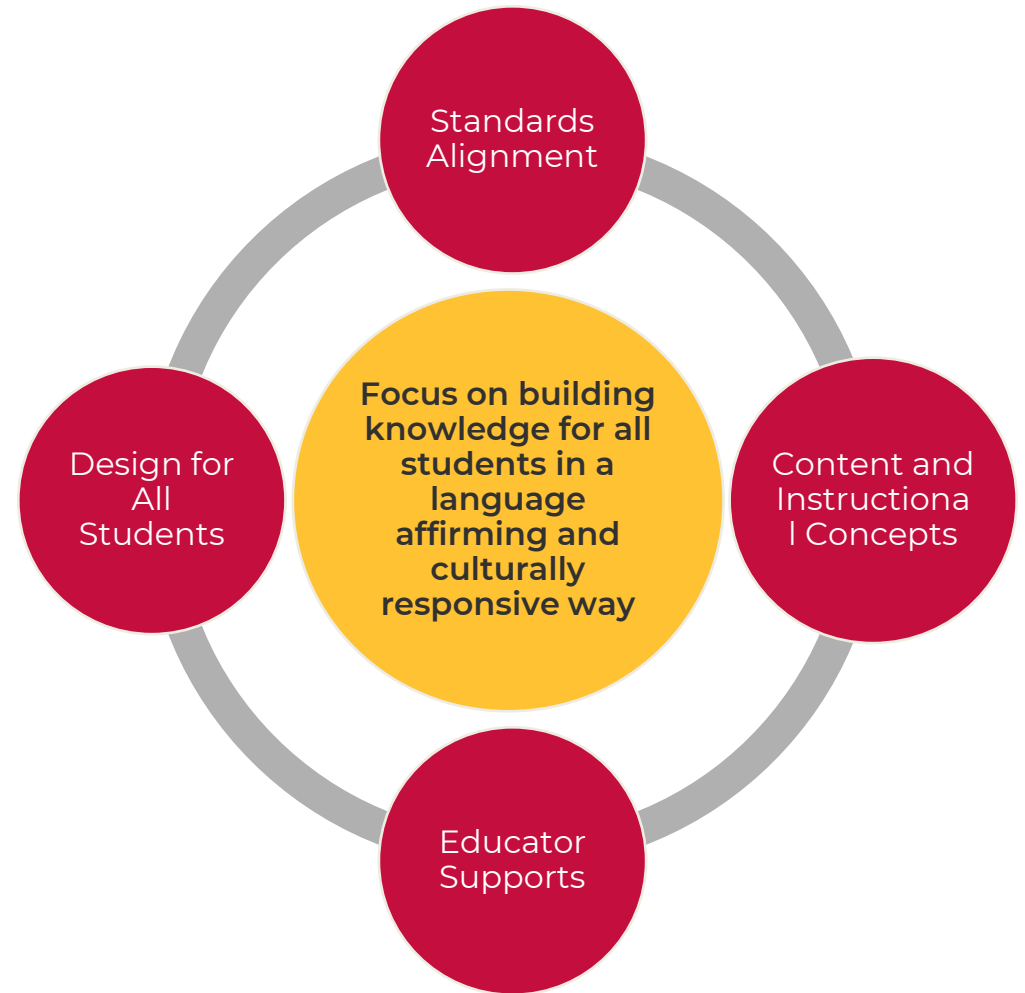 Standards
Alignment
Focus on building
knowledge for all
students in a
language
affirming and
culturally
responsive way
Design for
All
Students
Content and
Instructiona
l Concepts
Educator
Supports